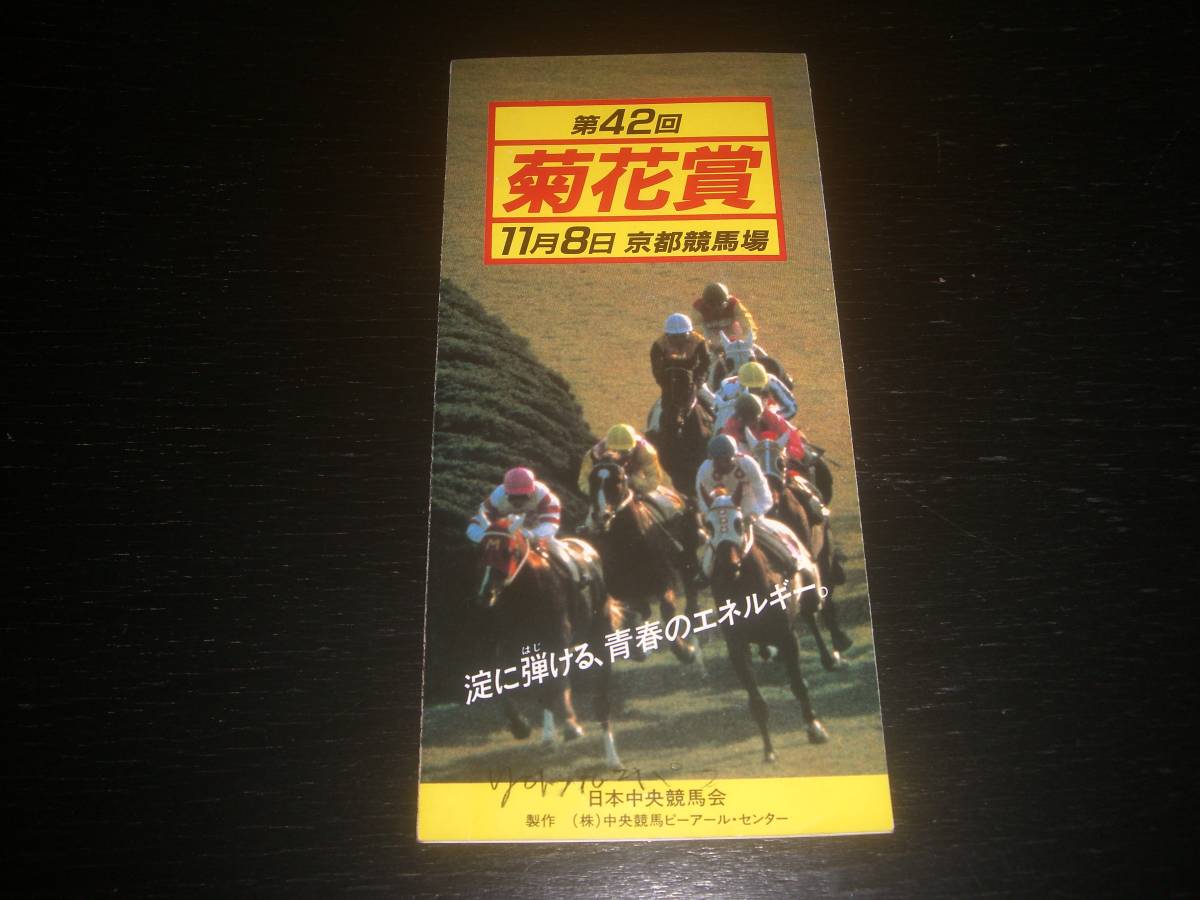 第42回
菊花賞
11月8日 京都競馬場
はじ
淀に弾ける、青春のエネルギー。
日本中央競馬会
製作 (株)中央競馬ピーアール・センター